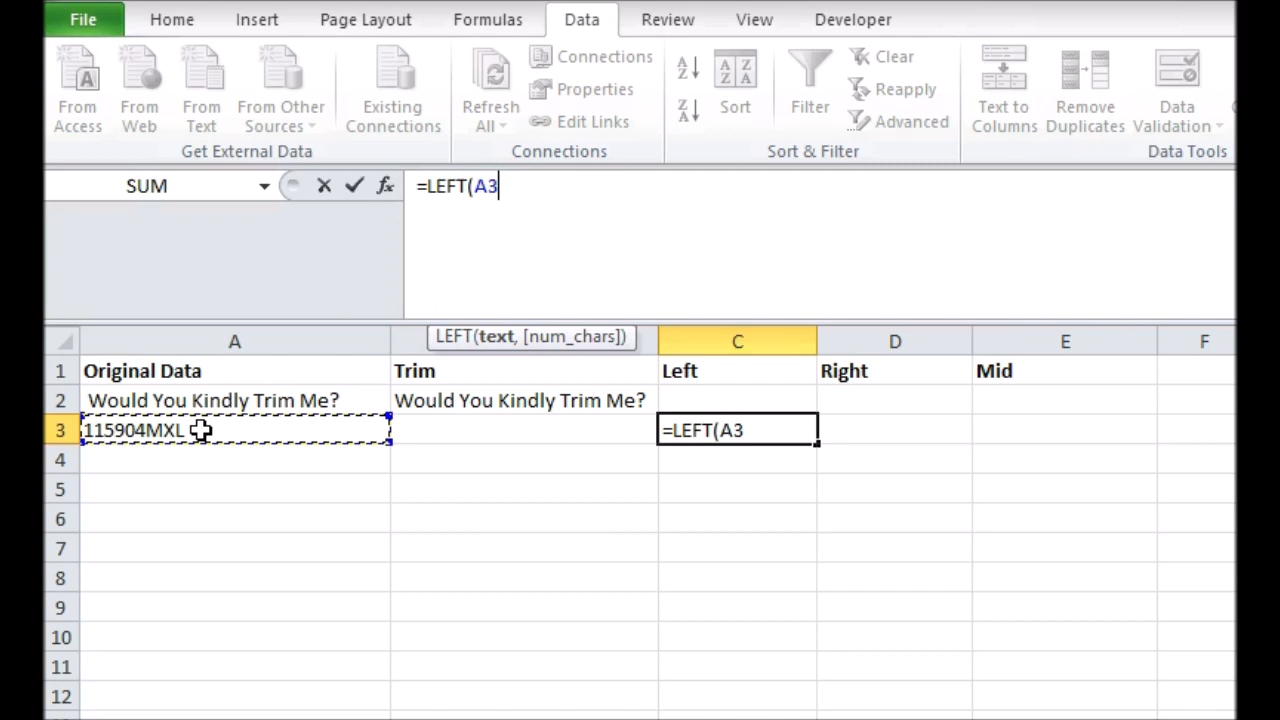 File Home Insert Page Layout Formulas Data Review View Developer
From Access
From Web
From Text
From Other Sources
Existing Connections
Refresh All
Connections
Properties
Edit Links
A Z
Z A
A Z Z A
Sort
Filter
Clear
Reapply
Advanced
Text to Columns
Remove Duplicates
Data Validation
Get External Data Connections Sort & Filter Data Tools
SUM fx =LEFT(A3
LEFT(text, [num_chars])
A C D E F
1 Original Data Trim Left Right Mid
2 Would You Kindly Trim Me? Would You Kindly Trim Me?
3 115904MXL =LEFT(A3
4
5
6
7
8
9
10
11
12